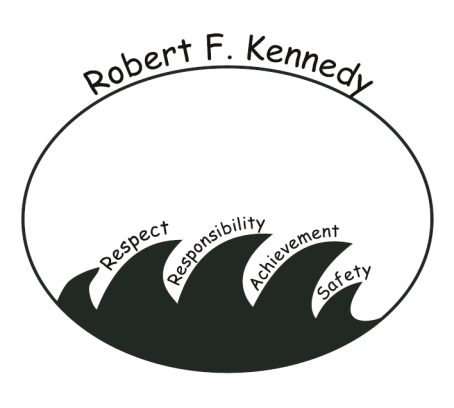 Robert F. Kennedy
Respect
Responsibility
Achievement
Safety